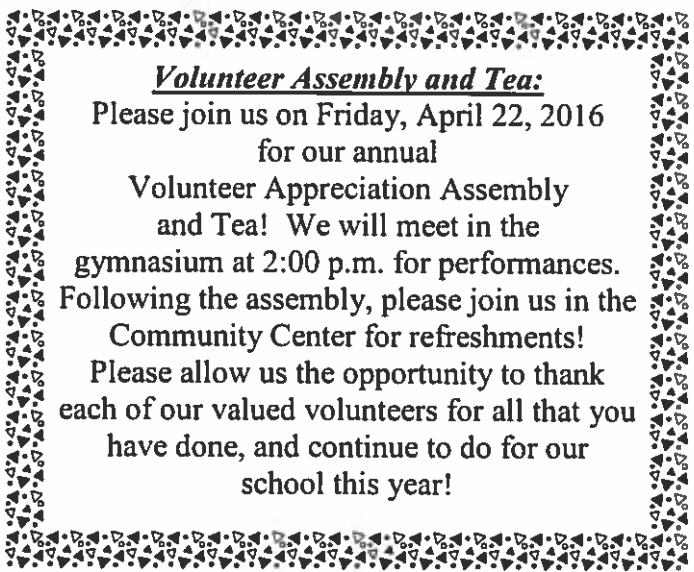 Volunteer Assembly and Tea:
Please join us on Friday, April 22, 2016
for our annual
Volunteer Appreciation Assembly
and Tea!  We will meet in the
gymnasium at 2:00 p.m. for performances.
Following the assembly, please join us in the
Community Center for refreshments!
Please allow us the opportunity to thank
each of our valued volunteers for all that you
have done, and continue to do for our
school this year!